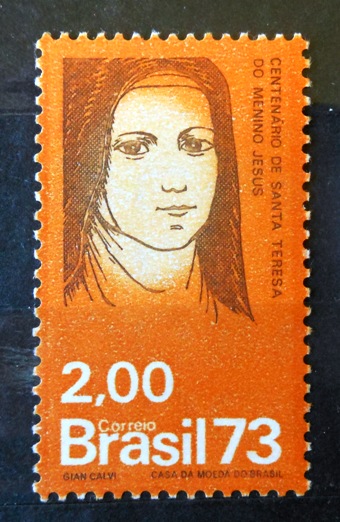 CENTENÁRIO DE SANTA TERESA
DO MENINO JESUS
2,00
Correio
Brasil 73
GIAN CALVI CASA DA MOEDA DO BRASIL